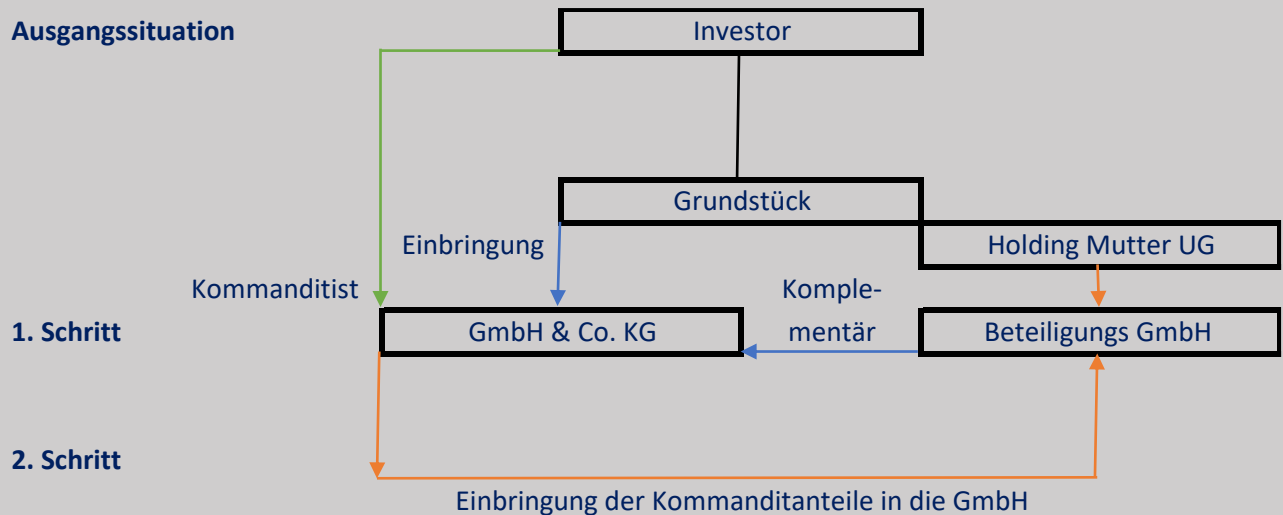 Ausgangssituation
Investor
Grundstück
Einbringung
Holding Mutter UG
Kommanditist
Komple-
mentär
1. Schritt
GmbH & Co. KG
Beteiligungs GmbH
2. Schritt
Einbringung der Kommanditanteile in die GmbH